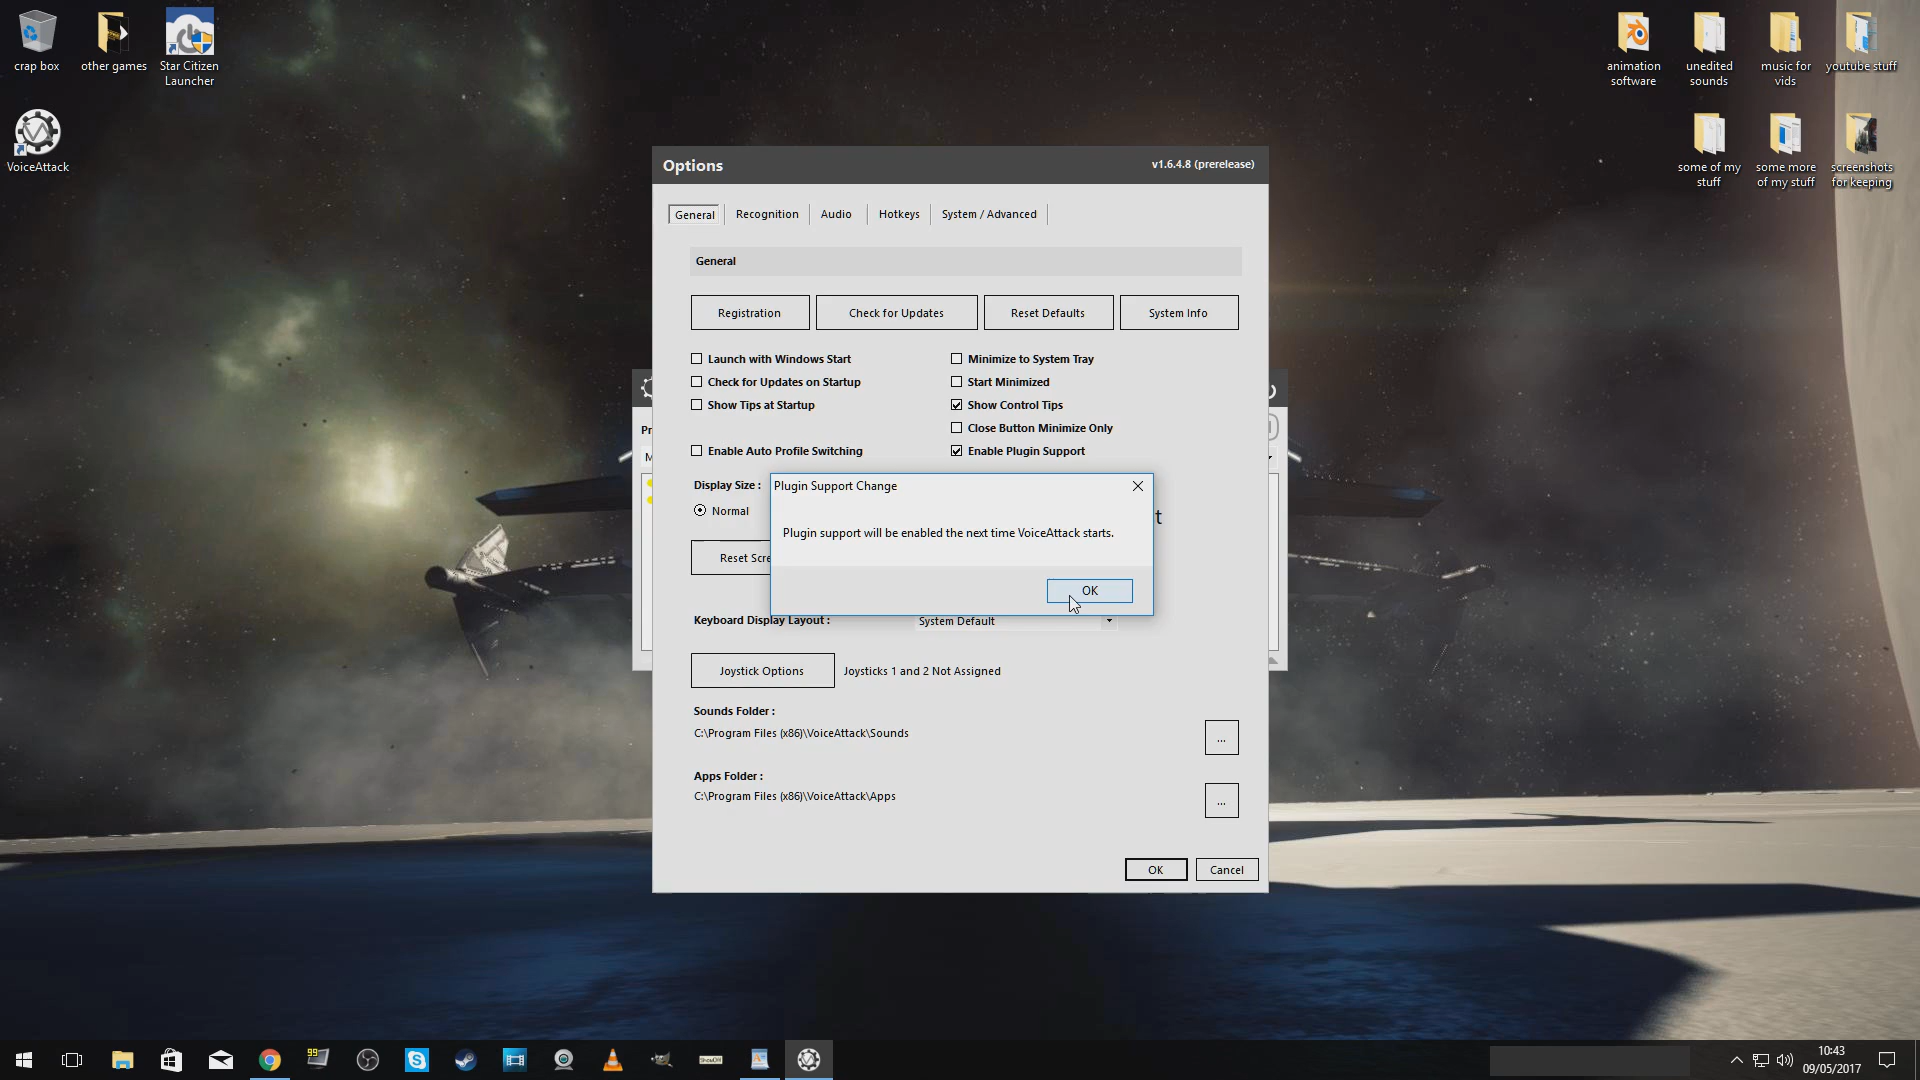 crap box
other games
Star Citizen
Launcher
VoiceAttack
animation
software
unedited
sounds
music for
vids
youtube stuff
some of my
stuff
some more
of my stuff
screenshots
for keeping
Options
v1.6.4.8 (prerelease)
General
Recognition
Audio
Hotkeys
System / Advanced
General
Registration
Check for Updates
Reset Defaults
System Info
Launch with Windows Start
Minimize to System Tray
Check for Updates on Startup
Start Minimized
Show Tips at Startup
Show Control Tips
Close Button Minimize Only
Enable Auto Profile Switching
Enable Plugin Support
Pr
M
Display Size :
Normal
t
Plugin Support Change
Plugin support will be enabled the next time VoiceAttack starts.
OK
Reset Scre
Keyboard Display Layout :
System Default
Joystick Options
Joysticks 1 and 2 Not Assigned
Sounds Folder :
C:\Program Files (x86)\VoiceAttack\Sounds
...
Apps Folder :
C:\Program Files (x86)\VoiceAttack\Apps
...
OK
Cancel
99
10:43
09/05/2017